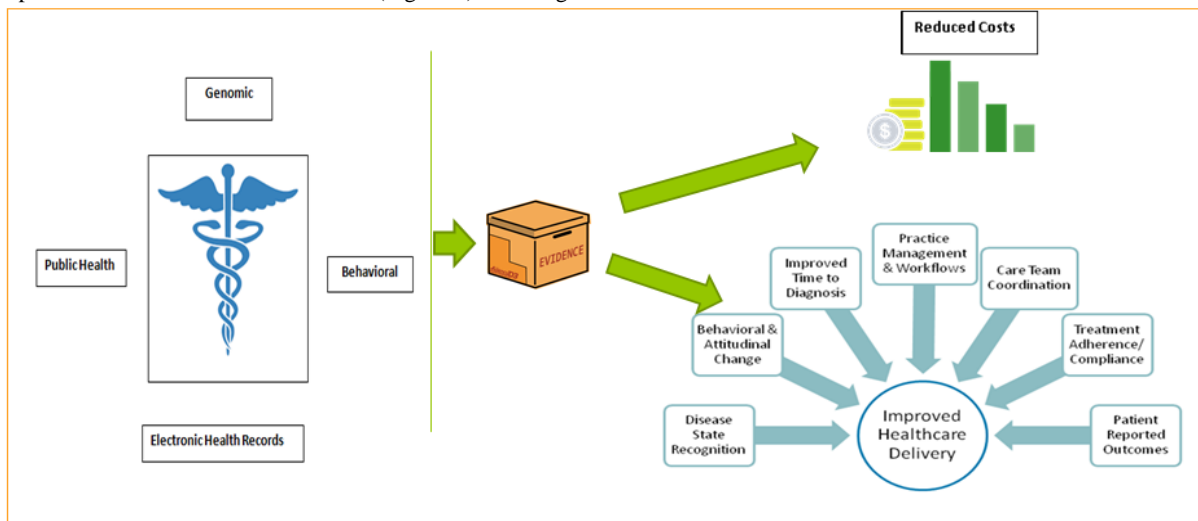 Reduced Costs
Genomic
Public Health
Behavioral
Electronic Health Records
EVIDENCE
Practice
Management
& Workflows
Improved
Time to
Diagnosis
Care Team
Coordination
Behavioral &
Attitudinal
Change
Treatment
Adherence/
Compliance
Disease
State
Recognition
Improved
Healthcare
Delivery
Patient
Reported
Outcomes
$